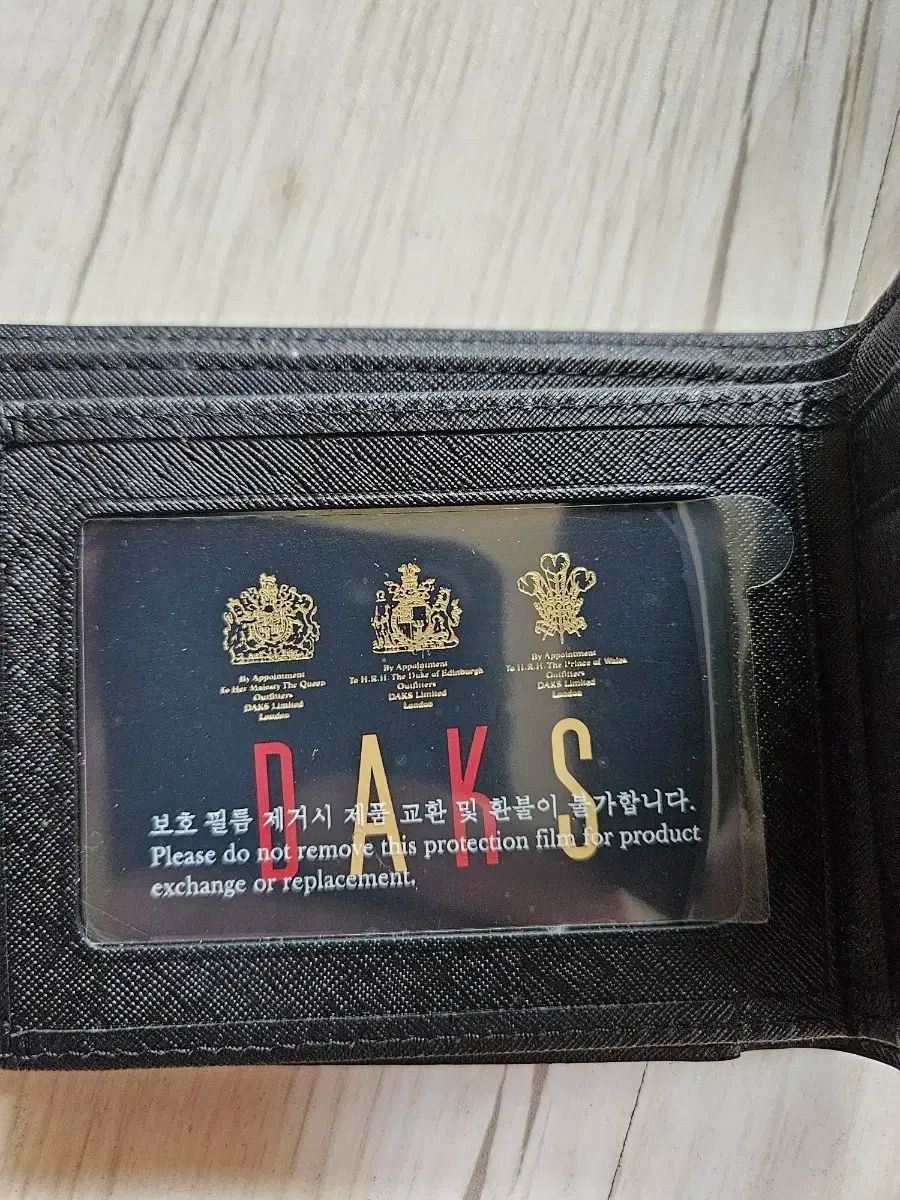 By Appointment
to Her Majesty The Queen
Outfitters
DAKS Limited
London
By Appointment
To H.R.H. The Duke of Edinburgh
Outfitters
DAKS Limited
London
By Appointment
To H.R.H. The Prince of Wales
Outfitters
DAKS Limited
London
DAKS
보호 필름 제거시 제품 교환 및 환불이 불가합니다.
Please do not remove this protection film for product
exchange or replacement.